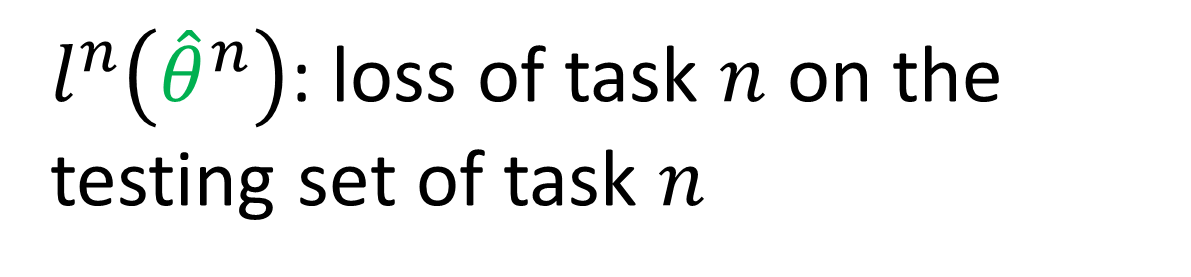 lⁿ(θ̂ⁿ): loss of task n on the
testing set of task n